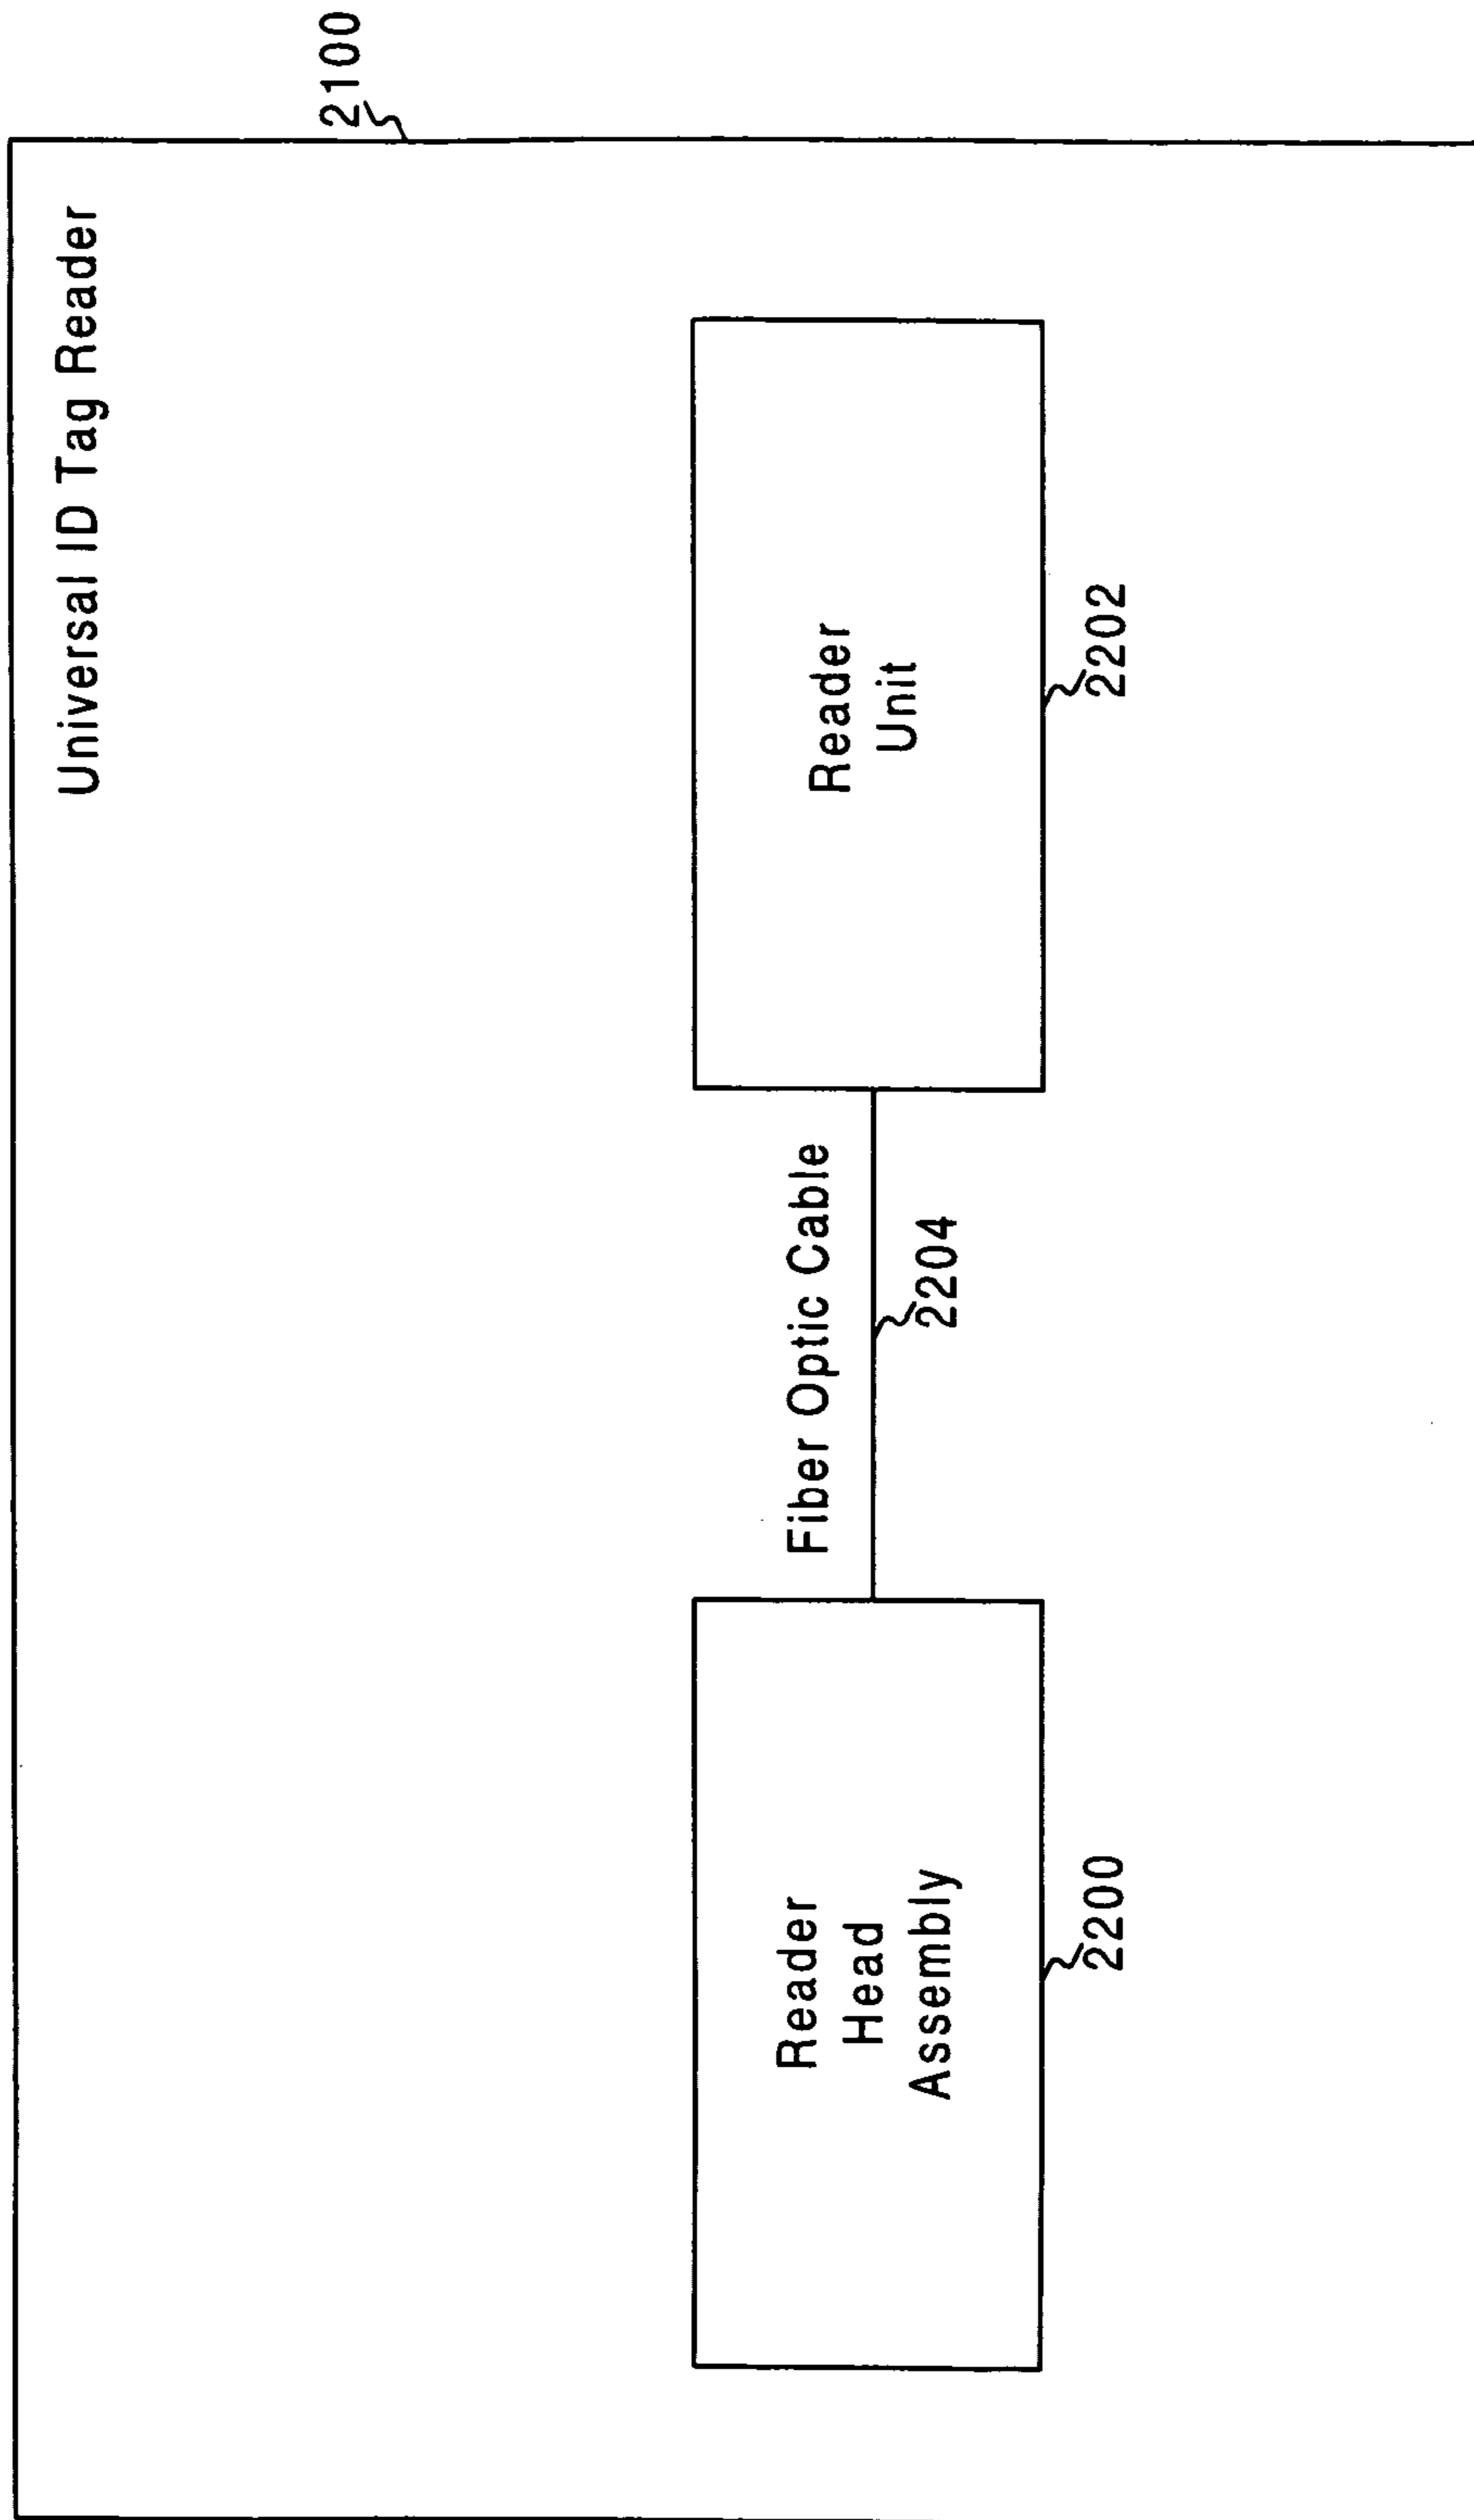 Universal ID Tag Reader
2100
Reader
Head
Assembly
2200
Fiber Optic Cable
2204
Reader
Unit
2202